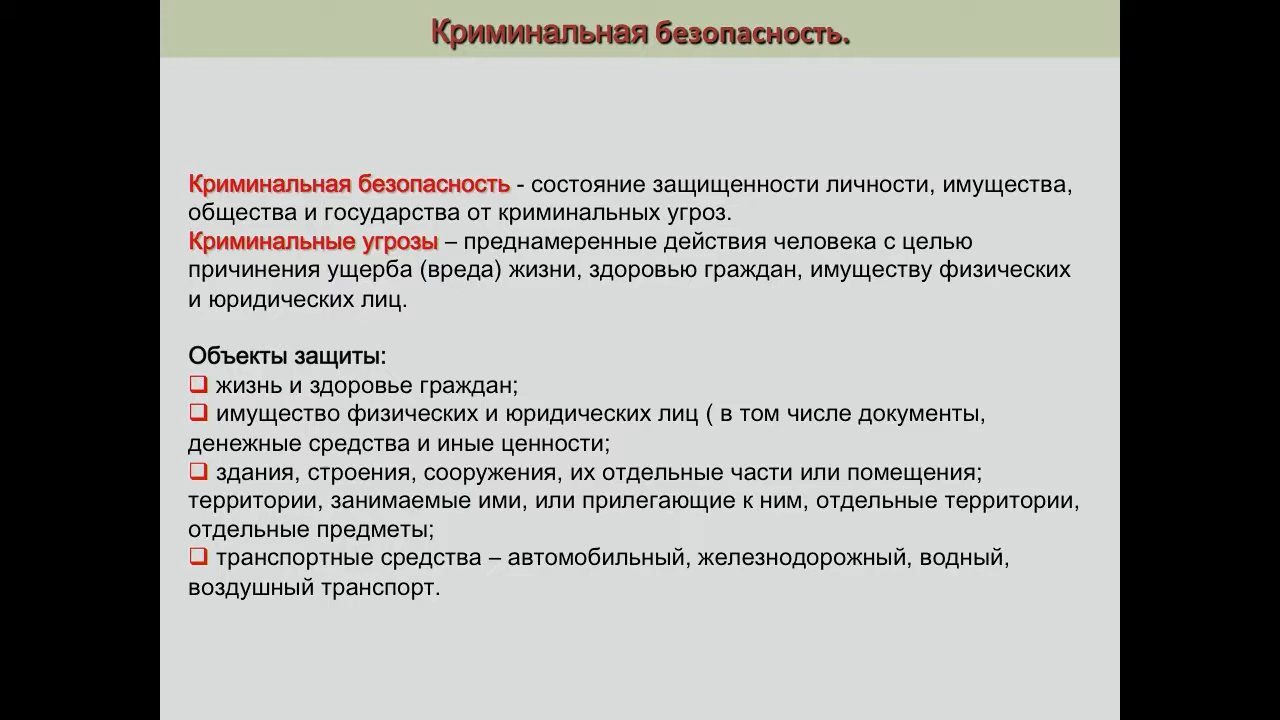 Криминальная безопасность.
Криминальная безопасность - состояние защищенности личности, имущества,
общества и государства от криминальных угроз.
Криминальные угрозы – преднамеренные действия человека с целью
причинения ущерба (вреда) жизни, здоровью граждан, имуществу физических
и юридических лиц.
Объекты защиты:
❑ жизнь и здоровье граждан;
❑ имущество физических и юридических лиц ( в том числе документы,
денежные средства и иные ценности;
❑ здания, строения, сооружения, их отдельные части или помещения;
территории, занимаемые ими, или прилегающие к ним, отдельные территории,
отдельные предметы;
❑ транспортные средства – автомобильный, железнодорожный, водный,
воздушный транспорт.